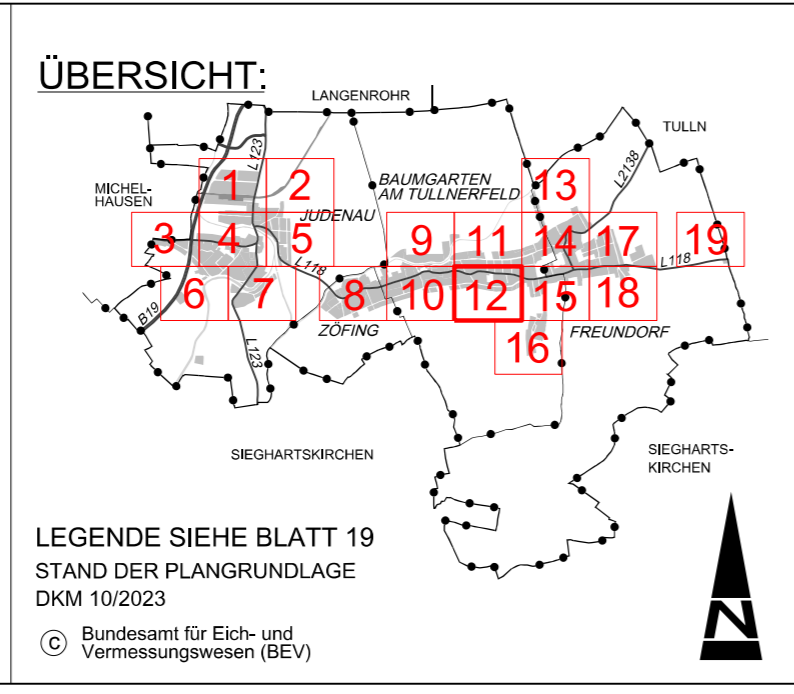 ÜBERSICHT:
LANGENROHR
TULLN
MICHEL-
HAUSEN
BAUMGARTEN
AM TULLNERFELD
JUDENAU
L123
L2138
1
2
13
3
4
5
9
11
14
17
19
L118
L118
6
7
8
10
12
15
18
B19
L123
ZÖFING
16
FREUNDORF
SIEGHARTSKIRCHEN
SIEGHARTS-
KIRCHEN
LEGENDE SIEHE BLATT 19
STAND DER PLANGRUNDLAGE
DKM 10/2023
© Bundesamt für Eich- und
Vermessungswesen (BEV)
N